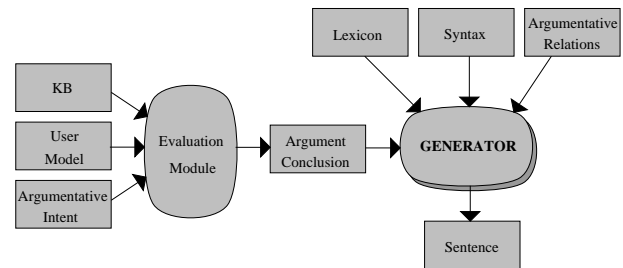 Lexicon
Syntax
Argumentative
Relations
KB
User
Model
Argumentative
Intent
Evaluation
Module
Argument
Conclusion
GENERATOR
Sentence